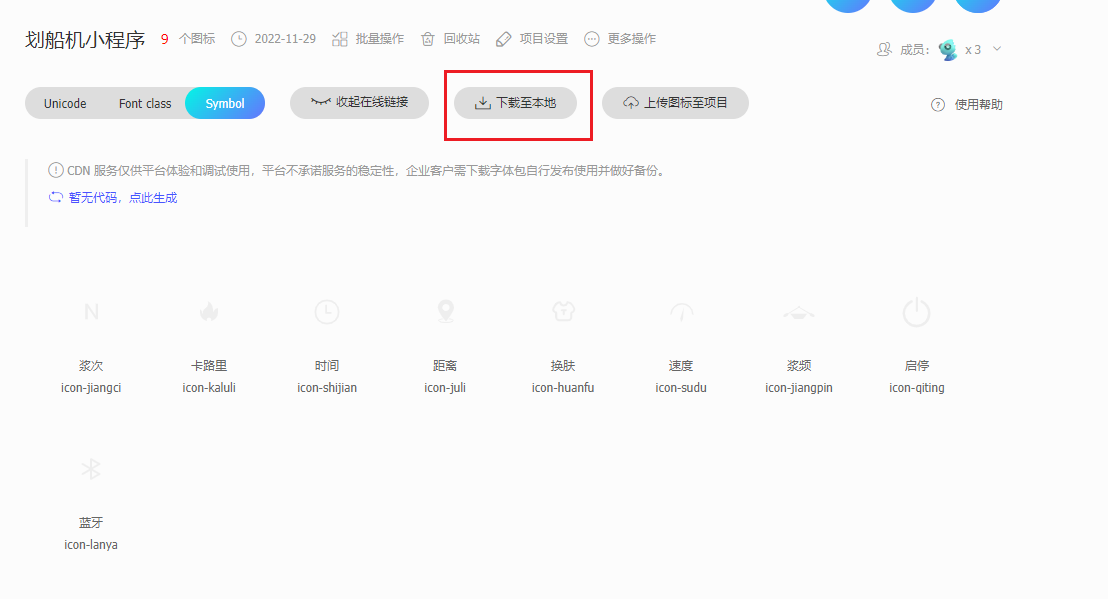 划船机小程序 9 个图标 2022-11-29 批量操作 回收站 项目设置 更多操作 成员： x 3
Unicode Font class Symbol 收起在线链接 下载至本地 上传图标至项目 使用帮助
CDN 服务仅供平台体验和调试使用，平台不承诺服务的稳定性，企业客户需下载字体包自行发布使用并做好备份。
暂无代码，点此生成
N
浆次 卡路里 时间 距离 换肤 速度 浆频 启停
icon-jiangci icon-kaluli icon-shijian icon-juli icon-huanfu icon-sudu icon-jiangpin icon-qiting
蓝牙
icon-lanya